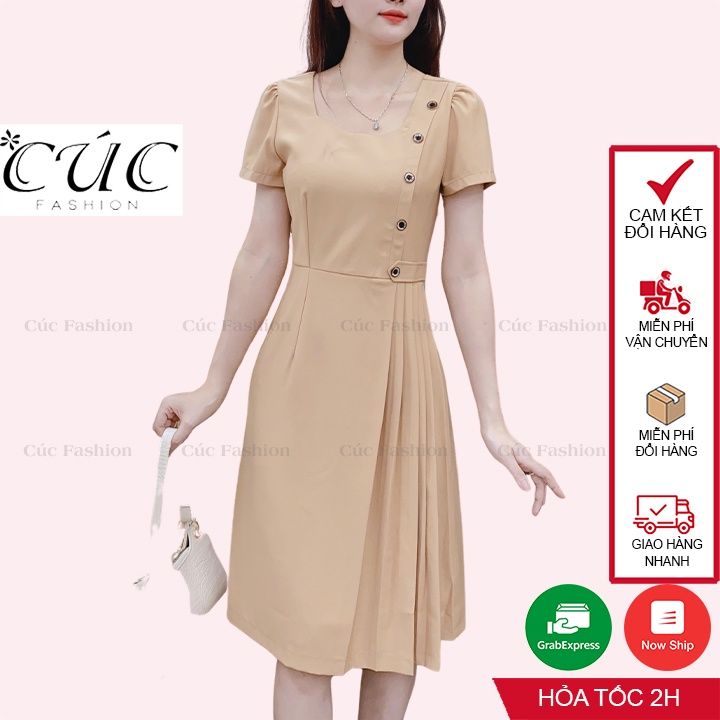 CÚC
FASHION
CAM KẾT
ĐỔI HÀNG
MIỄN PHÍ
VẬN CHUYỂN
MIỄN PHÍ
ĐỔI HÀNG
GIAO HÀNG
NHANH
Cúc Fashion Cúc Fashion Cúc Fashion Cúc Fashion
Cúc Fashion Cúc Fashion Cúc Fashion Cúc Fashion
GrabExpress
Now Ship
HỎA TỐC 2H